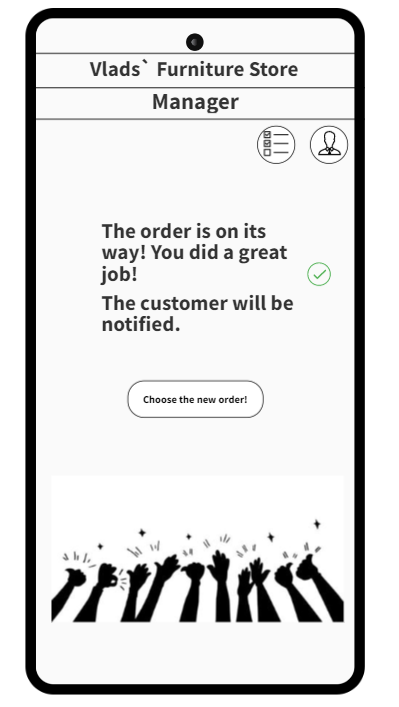 Vlads` Furniture Store
Manager
The order is on its
way! You did a great
job!
The customer will be
notified.
Choose the new order!